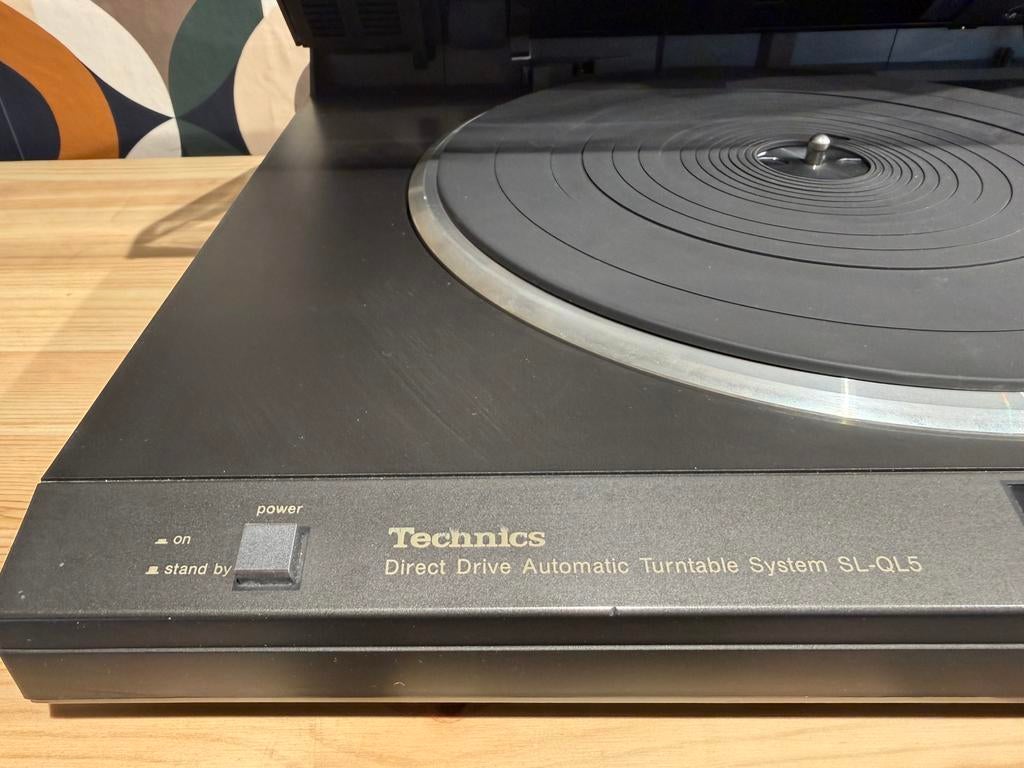 power
on
stand by
Technics
Direct Drive Automatic Turntable System SL-QL5